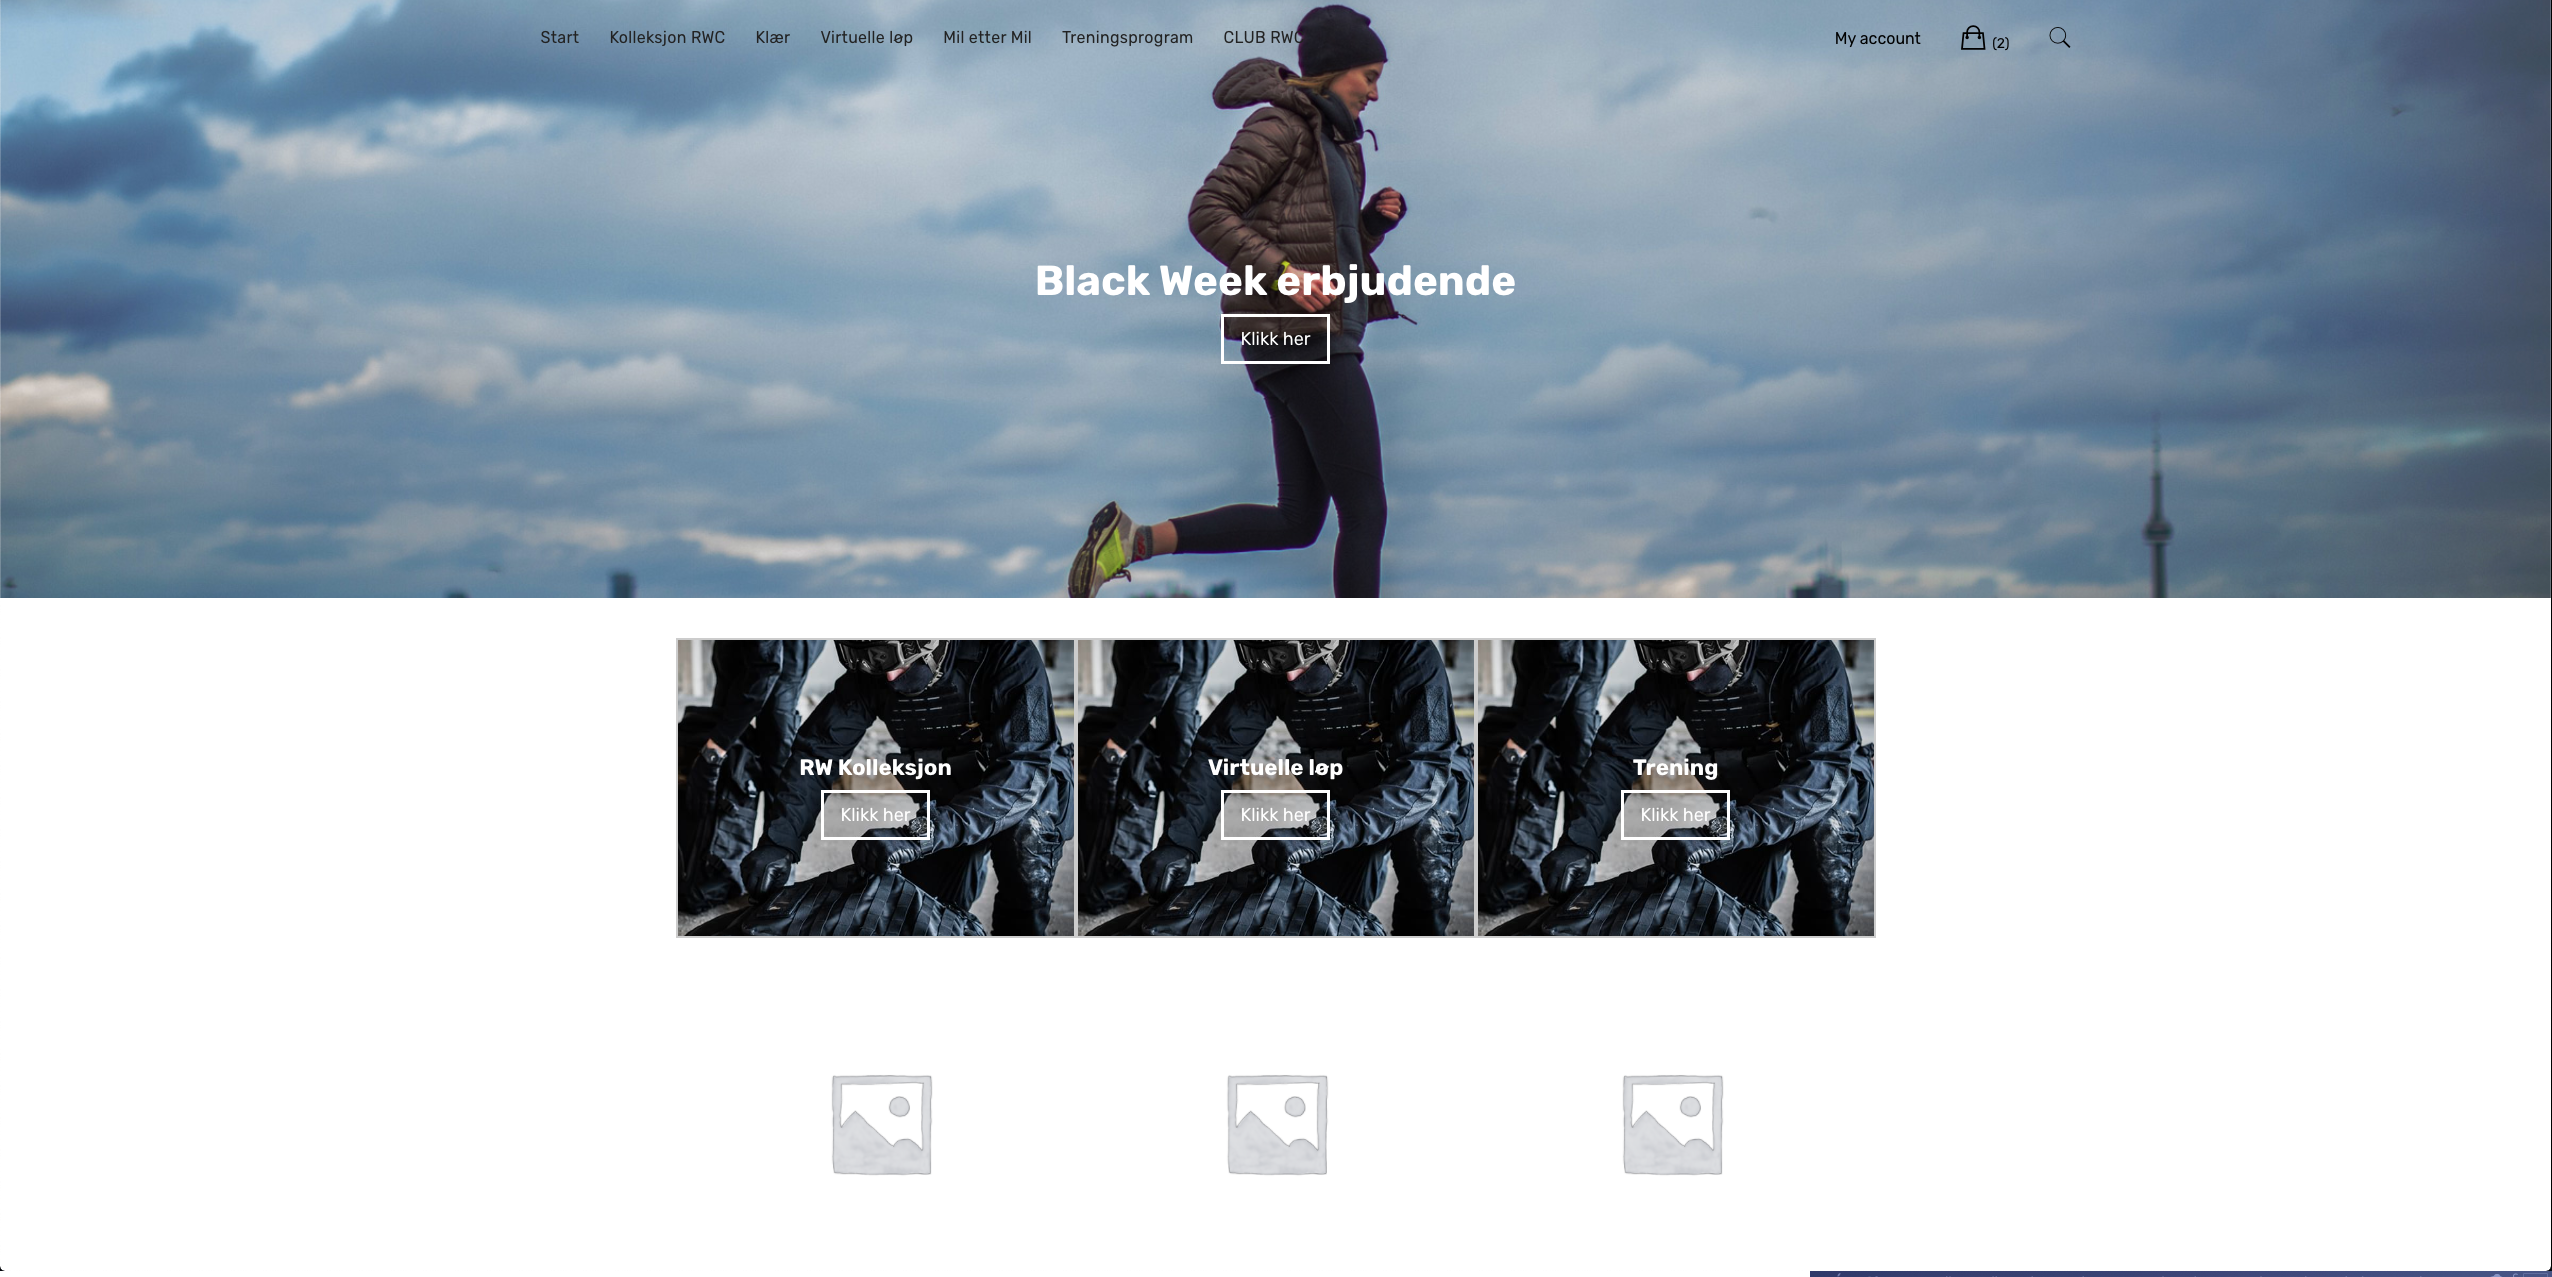 Start Kolleksjon RWC Klær Virtuelle løp Mil etter Mil Treningsprogram CLUB RWC My account (2)
Black Week erbjudende
Klikk her
RW Kolleksjon Virtuelle løp Trening
Klikk her Klikk her Klikk her